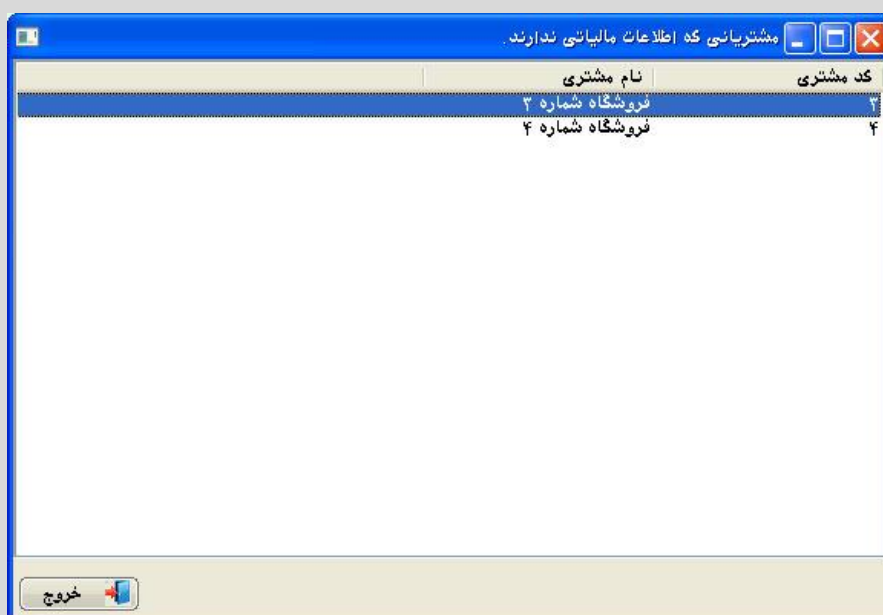 مشتریانی که اطلاعات مالیاتی ندارند.
کد مشتری نام مشتری
۳ فروشگاه شماره ۳
۴ فروشگاه شماره ۴
خروج